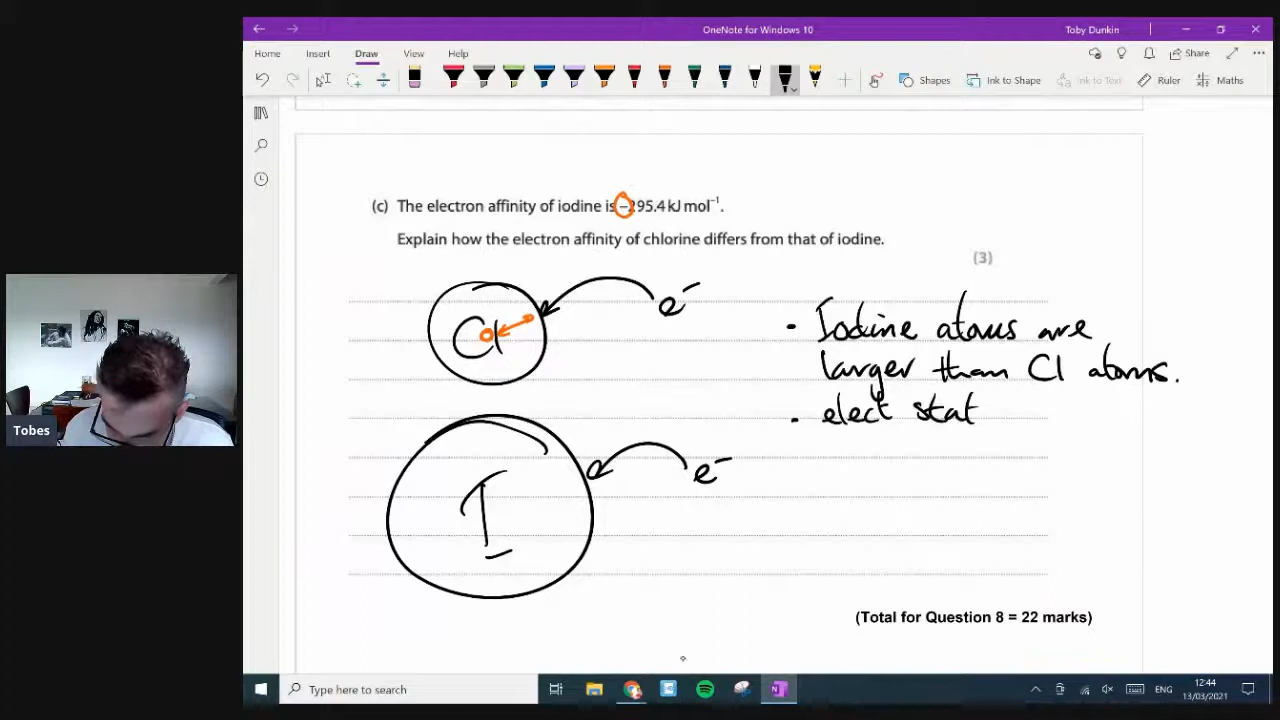 OneNote for Windows 10
Toby Dunkin
Home Insert Draw View Help
Share
Shapes Ink to Shape Ink to Text Ruler Maths
(c) The electron affinity of iodine is –295.4 kJ mol⁻¹.
Explain how the electron affinity of chlorine differs from that of iodine.
(3)
Cl e⁻
• Iodine atoms are
larger than Cl atoms.
• elect stat
I e⁻
Tobes
(Total for Question 8 = 22 marks)
Type here to search
ENG
12:44
13/03/2021